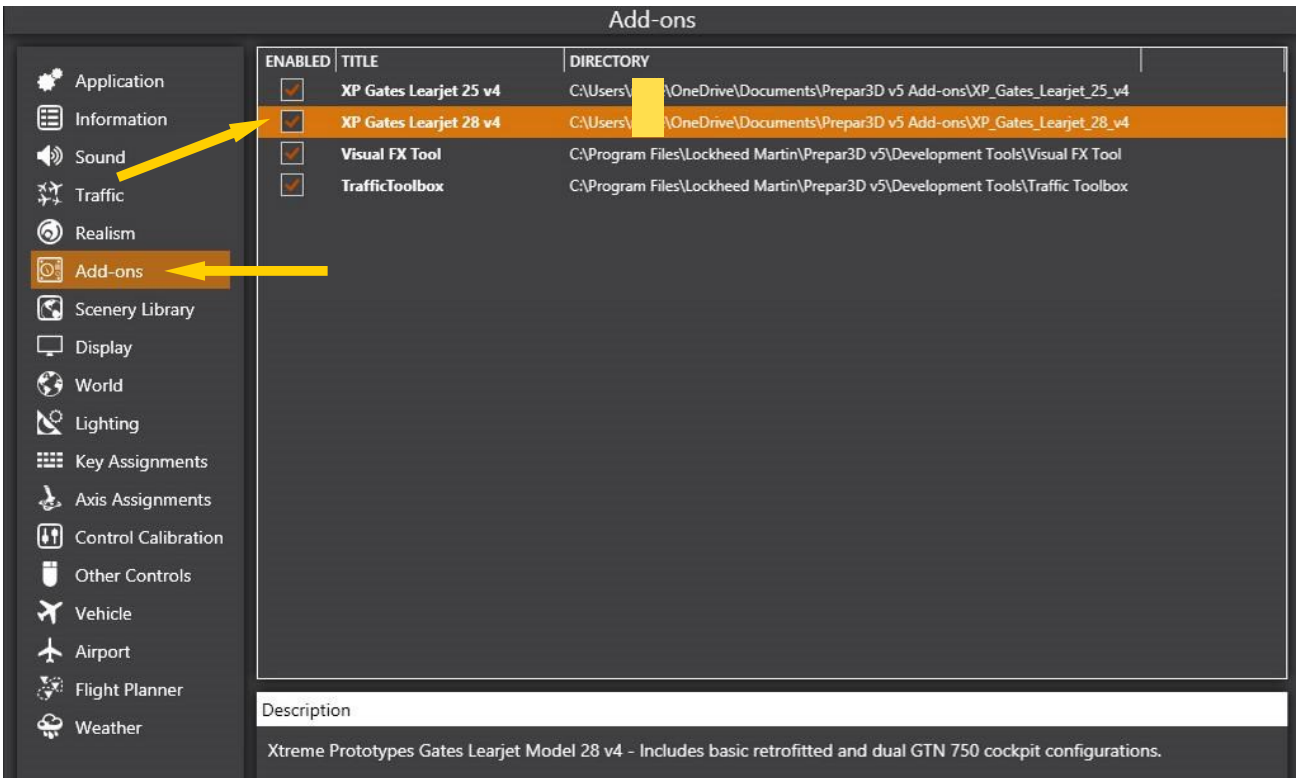 Add-ons
Application
Information
Sound
Traffic
Realism
Add-ons
Scenery Library
Display
World
Lighting
Key Assignments
Axis Assignments
Control Calibration
Other Controls
Vehicle
Airport
Flight Planner
Weather
ENABLED TITLE DIRECTORY
XP Gates Learjet 25 v4 C:\Users\ \OneDrive\Documents\Prepar3D v5 Add-ons\XP_Gates_Learjet_25_v4
XP Gates Learjet 28 v4 C:\Users\ \OneDrive\Documents\Prepar3D v5 Add-ons\XP_Gates_Learjet_28_v4
Visual FX Tool C:\Program Files\Lockheed Martin\Prepar3D v5\Development Tools\Visual FX Tool
TrafficToolbox C:\Program Files\Lockheed Martin\Prepar3D v5\Development Tools\Traffic Toolbox
Description
Xtreme Prototypes Gates Learjet Model 28 v4 - Includes basic retrofitted and dual GTN 750 cockpit configurations.